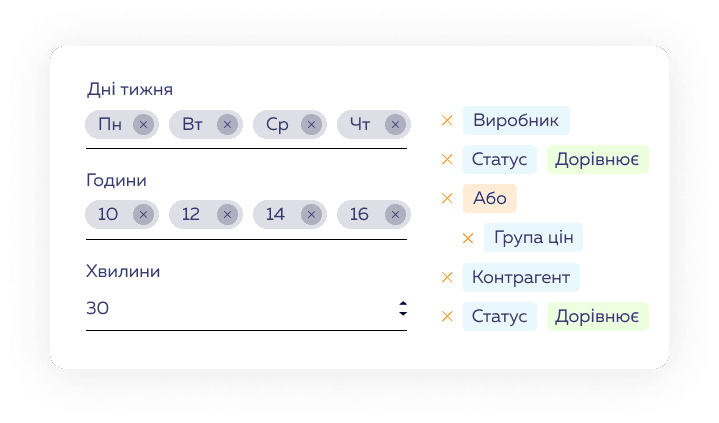 Дні тижня
Пн Вт Ср Чт
Години
10 12 14 16
Хвилини
30
Виробник
Статус Дорівнює
Або
Група цін
Контрагент
Статус Дорівнює